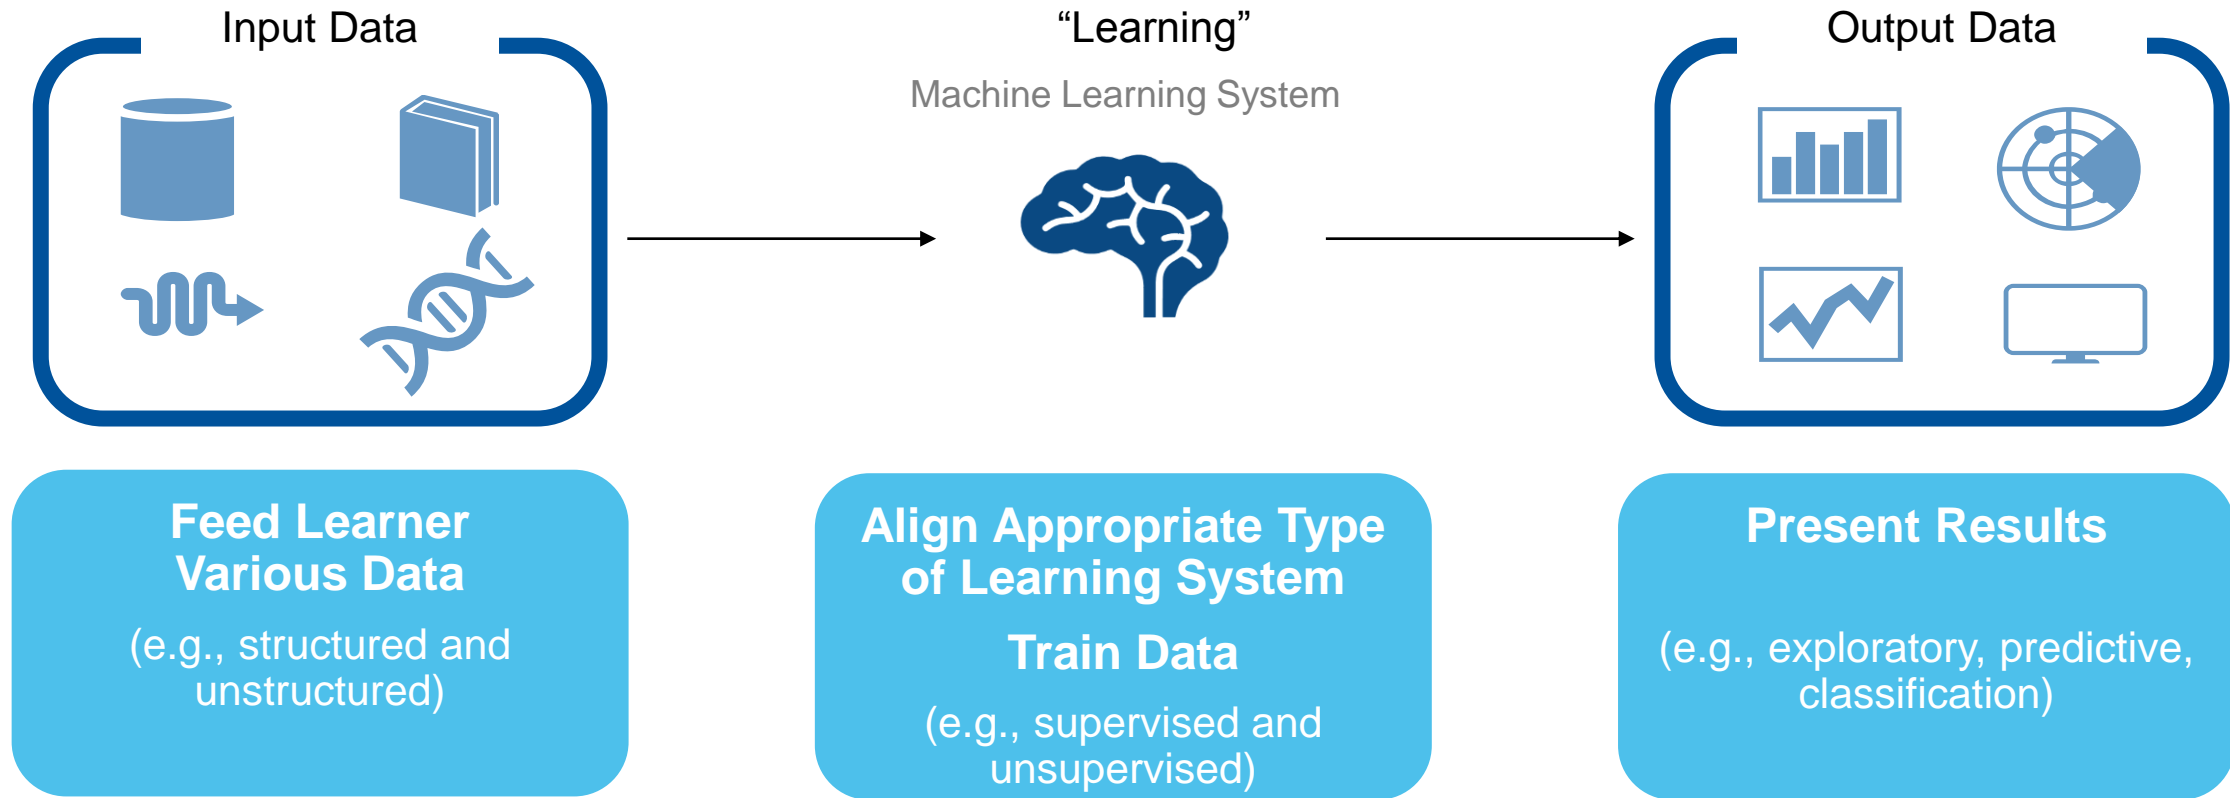 Input Data
“Learning”
Output Data
Machine Learning System
Feed Learner
Various Data
(e.g., structured and
unstructured)
Align Appropriate Type
of Learning System
Train Data
(e.g., supervised and
unsupervised)
Present Results
(e.g., exploratory, predictive,
classification)